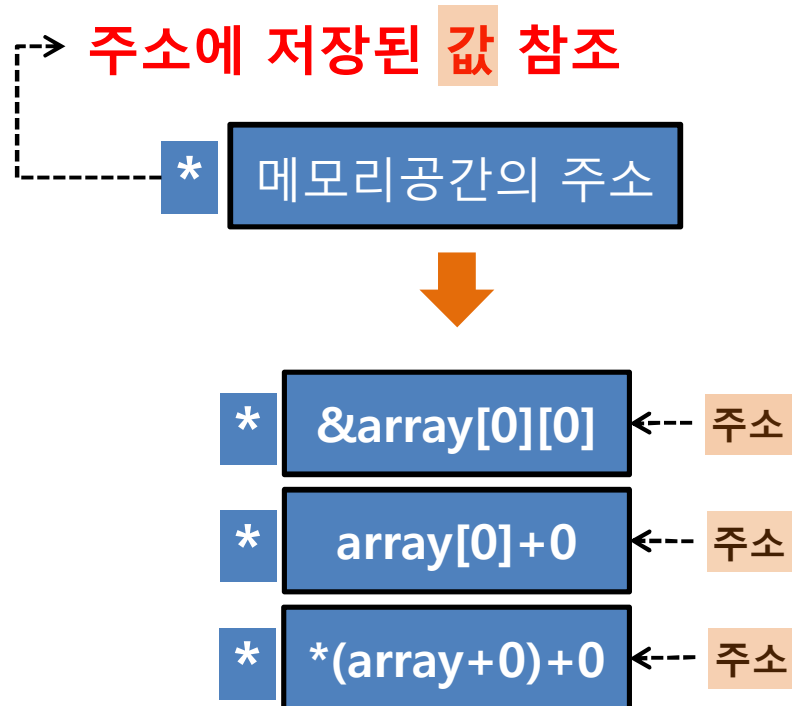 주소에 저장된 값 참조
* 메모리공간의 주소
* &array[0][0] 주소
* array[0]+0 주소
* *(array+0)+0 주소